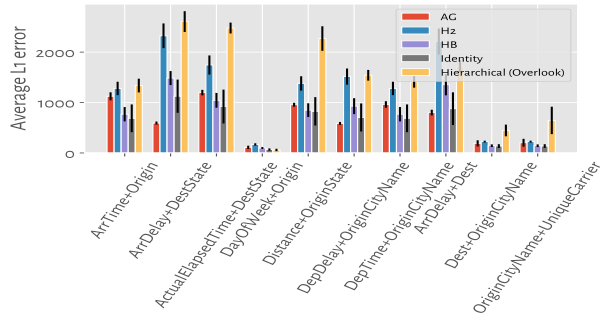 Average L1 error
2000
1000
0
AG
H2
HB
Identity
Hierarchical (Overlook)
ArrTime+Origin
ArrDelay+DestState
ActualElapsedTime+DestState
DayOfWeek+Origin
Distance+OriginState
DepDelay+OriginCityName
DepTime+OriginCityName
ArrDelay+Dest
Dest+OriginCityName
OriginCityName+UniqueCarrier